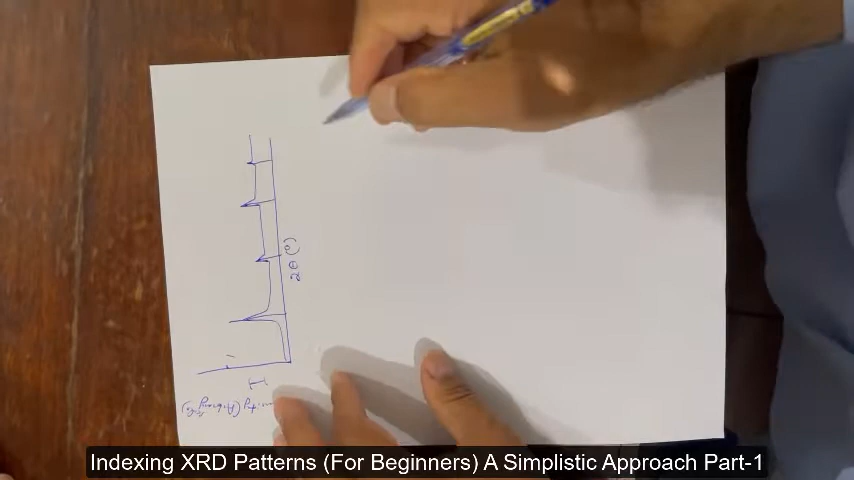 2θ (°)
I
Indexing XRD Patterns (For Beginners) A Simplistic Approach Part-1